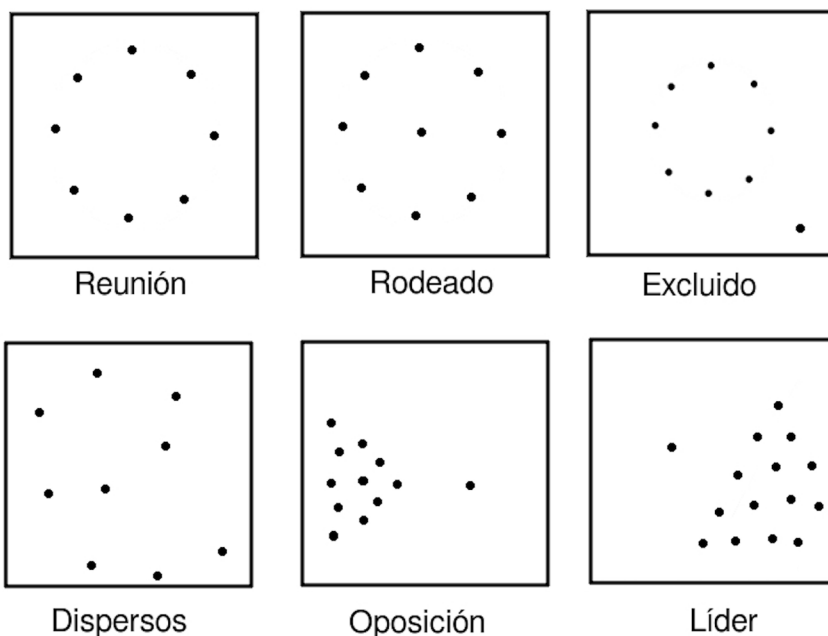 Reunión
Rodeado
Excluido
Dispersos
Oposición
Líder